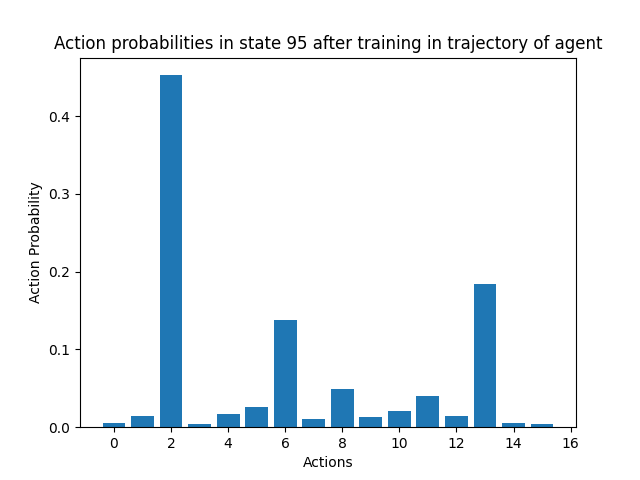 Action probabilities in state 95 after training in trajectory of agent
0.4
0.3
0.2
0.1
0.0
Action Probability
0 2 4 6 8 10 12 14 16
Actions